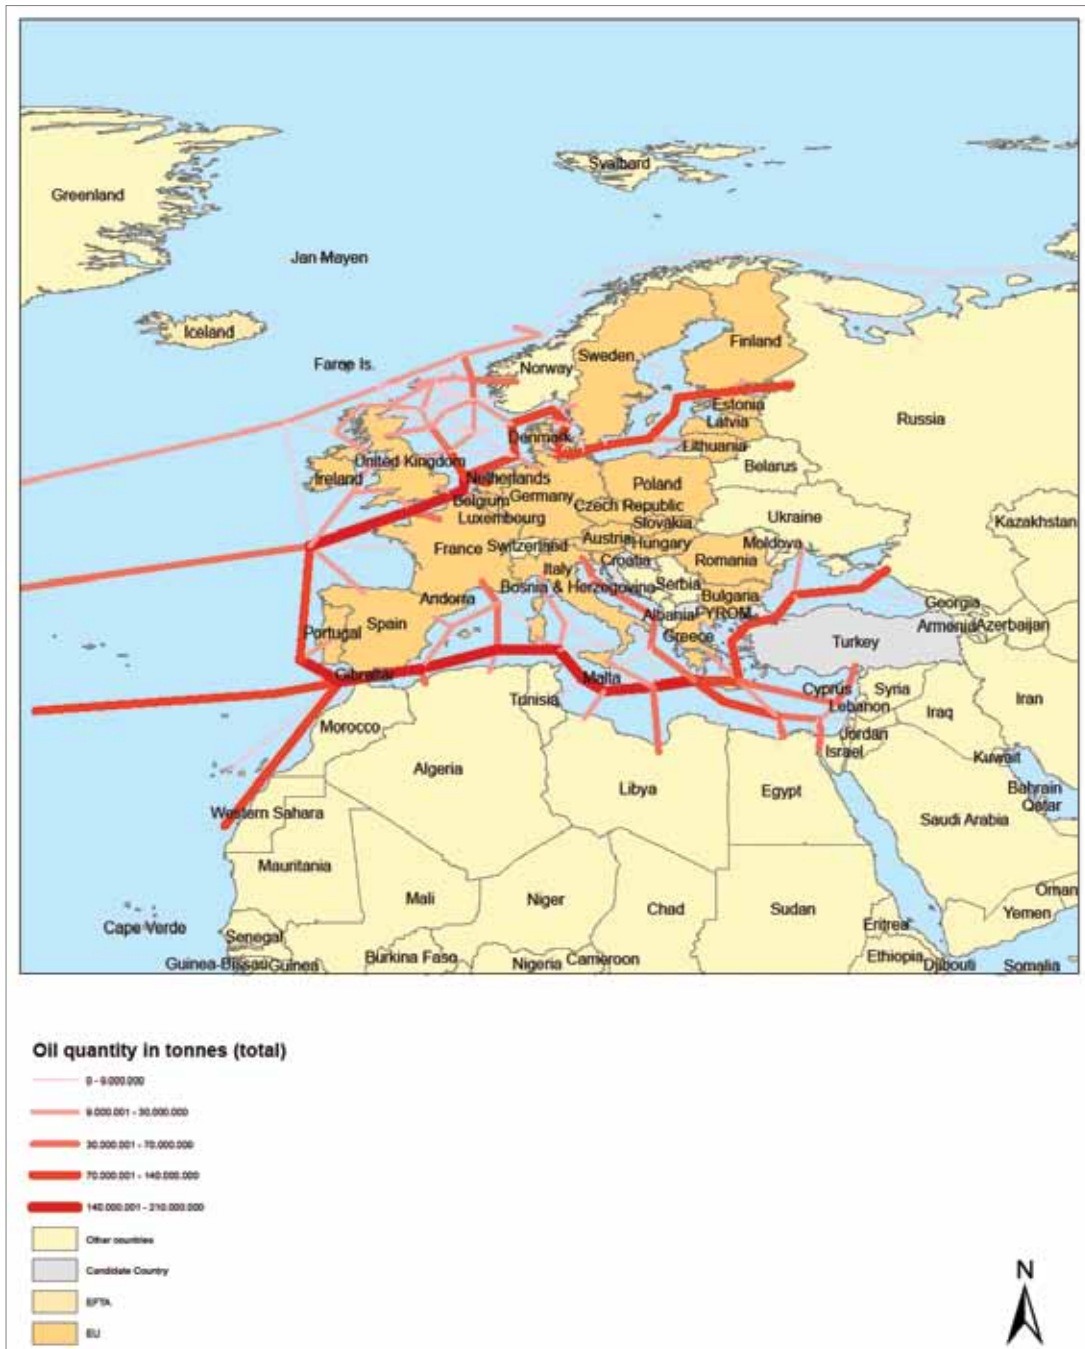 Svalbard
Greenland
Jan Mayen
Iceland
Finland
Faroe Is.
Sweden
Norway
Estonia
Russia
Latvia
Denmark
Lithuania
United Kingdom
Belarus
Ireland
Netherlands
Poland
Belgium
Germany
Czech Republic
Luxembourg
Ukraine
Kazakhstan
Slovakia
Austria
Hungary
Moldova
France
Switzerland
Croatia
Romania
Italy
Bosnia & Herzegovina
Serbia
Andorra
Bulgaria
Georgia
Albania
FYROM
Portugal
Spain
Armenia
Azerbaijan
Greece
Turkey
Gibraltar
Malta
Cyprus
Syria
Tunisia
Lebanon
Iraq
Iran
Morocco
Jordan
Israel
Kuwait
Algeria
Libya
Egypt
Bahrain
Qatar
Western Sahara
Saudi Arabia
Mauritania
Mali
Niger
Chad
Sudan
Oman
Yemen
Cape Verde
Eritrea
Senegal
Burkina Faso
Ethiopia
Guinea-Bissau
Guinea
Nigeria
Cameroon
Djibouti
Somalia
Oil quantity in tonnes (total)
0 - 9.000.000
9.000.001 - 30.000.000
30.000.001 - 70.000.000
70.000.001 - 140.000.000
140.000.001 - 210.000.000
Other countries
Candidate Country
EFTA
EU
N